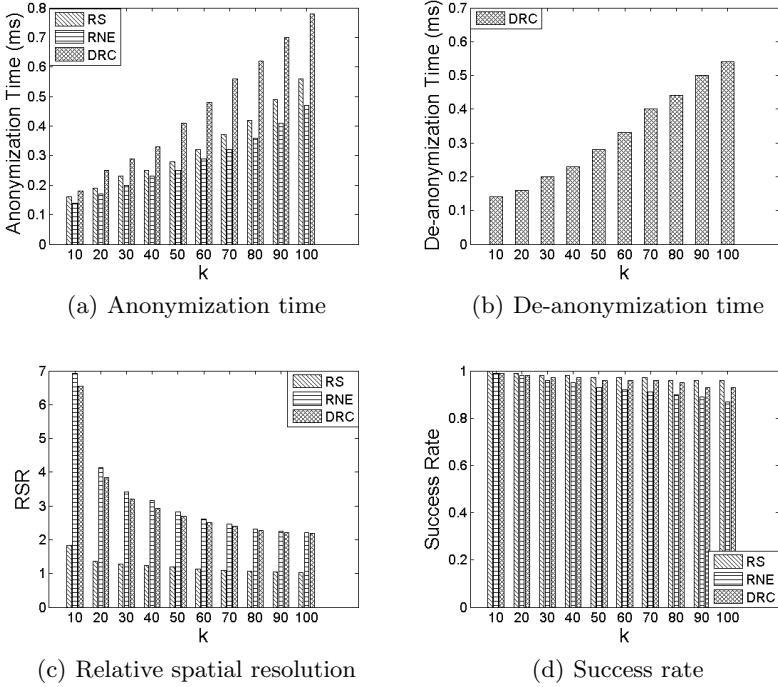 Anonymization Time (ms)
0.8
0.7
0.6
0.5
0.4
0.3
0.2
0.1
0
RS
RNE
DRC
10 20 30 40 50 60 70 80 90 100
k
(a) Anonymization time
De-anonymization Time (ms)
0.7
0.6
0.5
0.4
0.3
0.2
0.1
0
DRC
10 20 30 40 50 60 70 80 90 100
k
(b) De-anonymization time
RSR
7
6
5
4
3
2
1
0
RS
RNE
DRC
10 20 30 40 50 60 70 80 90 100
k
(c) Relative spatial resolution
Success Rate
1
0.8
0.6
0.4
0.2
0
RS
RNE
DRC
10 20 30 40 50 60 70 80 90 100
k
(d) Success rate